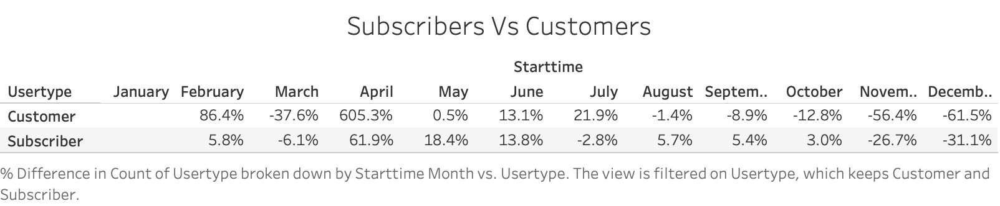 Subscribers Vs Customers
Starttime
Usertype January February March April May June July August Septem.. October Novem.. Decemb..
Customer 86.4% -37.6% 605.3% 0.5% 13.1% 21.9% -1.4% -8.9% -12.8% -56.4% -61.5%
Subscriber 5.8% -6.1% 61.9% 18.4% 13.8% -2.8% 5.7% 5.4% 3.0% -26.7% -31.1%
% Difference in Count of Usertype broken down by Starttime Month vs. Usertype. The view is filtered on Usertype, which keeps Customer and
Subscriber.